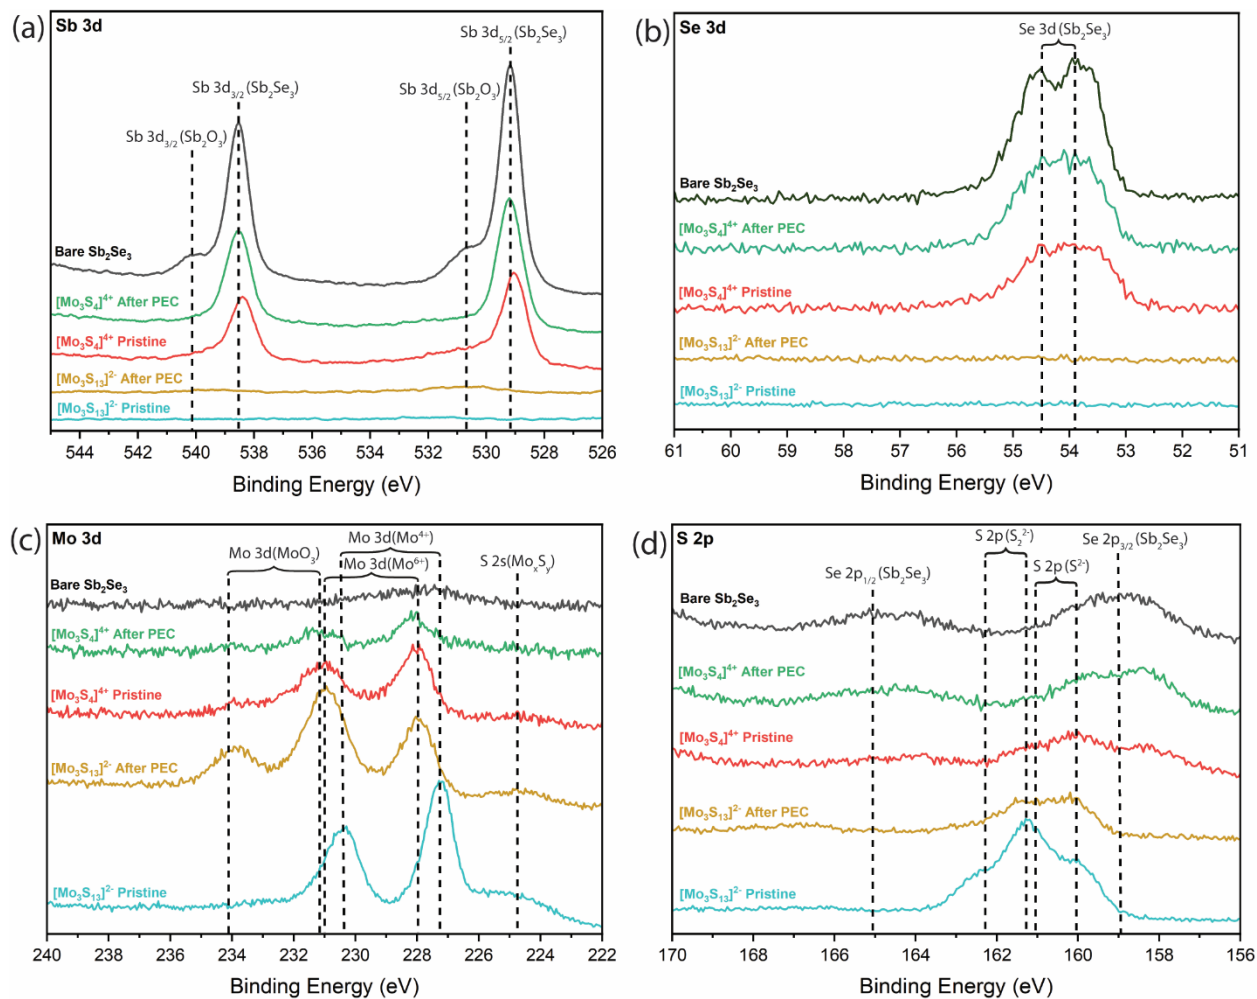 (a) Sb 3d
Sb 3d₅/₂ (Sb₂Se₃)
Sb 3d₃/₂ (Sb₂Se₃)
Sb 3d₅/₂ (Sb₂O₃)
Sb 3d₃/₂ (Sb₂O₃)
Bare Sb₂Se₃
[Mo₃S₄]⁴⁺ After PEC
[Mo₃S₄]⁴⁺ Pristine
[Mo₃S₁₃]²⁻ After PEC
[Mo₃S₁₃]²⁻ Pristine
544 542 540 538 536 534 532 530 528 526
Binding Energy (eV)
(b) Se 3d
Se 3d (Sb₂Se₃)
Bare Sb₂Se₃
[Mo₃S₄]⁴⁺ After PEC
[Mo₃S₄]⁴⁺ Pristine
[Mo₃S₁₃]²⁻ After PEC
[Mo₃S₁₃]²⁻ Pristine
61 60 59 58 57 56 55 54 53 52 51
Binding Energy (eV)
(c) Mo 3d
Mo 3d(Mo⁴⁺)
Mo 3d(MoO₃)
Mo 3d(Mo⁶⁺)
S 2s(MoₓSᵧ)
Bare Sb₂Se₃
[Mo₃S₄]⁴⁺ After PEC
[Mo₃S₄]⁴⁺ Pristine
[Mo₃S₁₃]²⁻ After PEC
[Mo₃S₁₃]²⁻ Pristine
240 238 236 234 232 230 228 226 224 222
Binding Energy (eV)
(d) S 2p
S 2p(S₂²⁻)
Se 2p₃/₂ (Sb₂Se₃)
S 2p(S²⁻)
Se 2p₁/₂ (Sb₂Se₃)
Bare Sb₂Se₃
[Mo₃S₄]⁴⁺ After PEC
[Mo₃S₄]⁴⁺ Pristine
[Mo₃S₁₃]²⁻ After PEC
[Mo₃S₁₃]²⁻ Pristine
170 168 166 164 162 160 158 156
Binding Energy (eV)